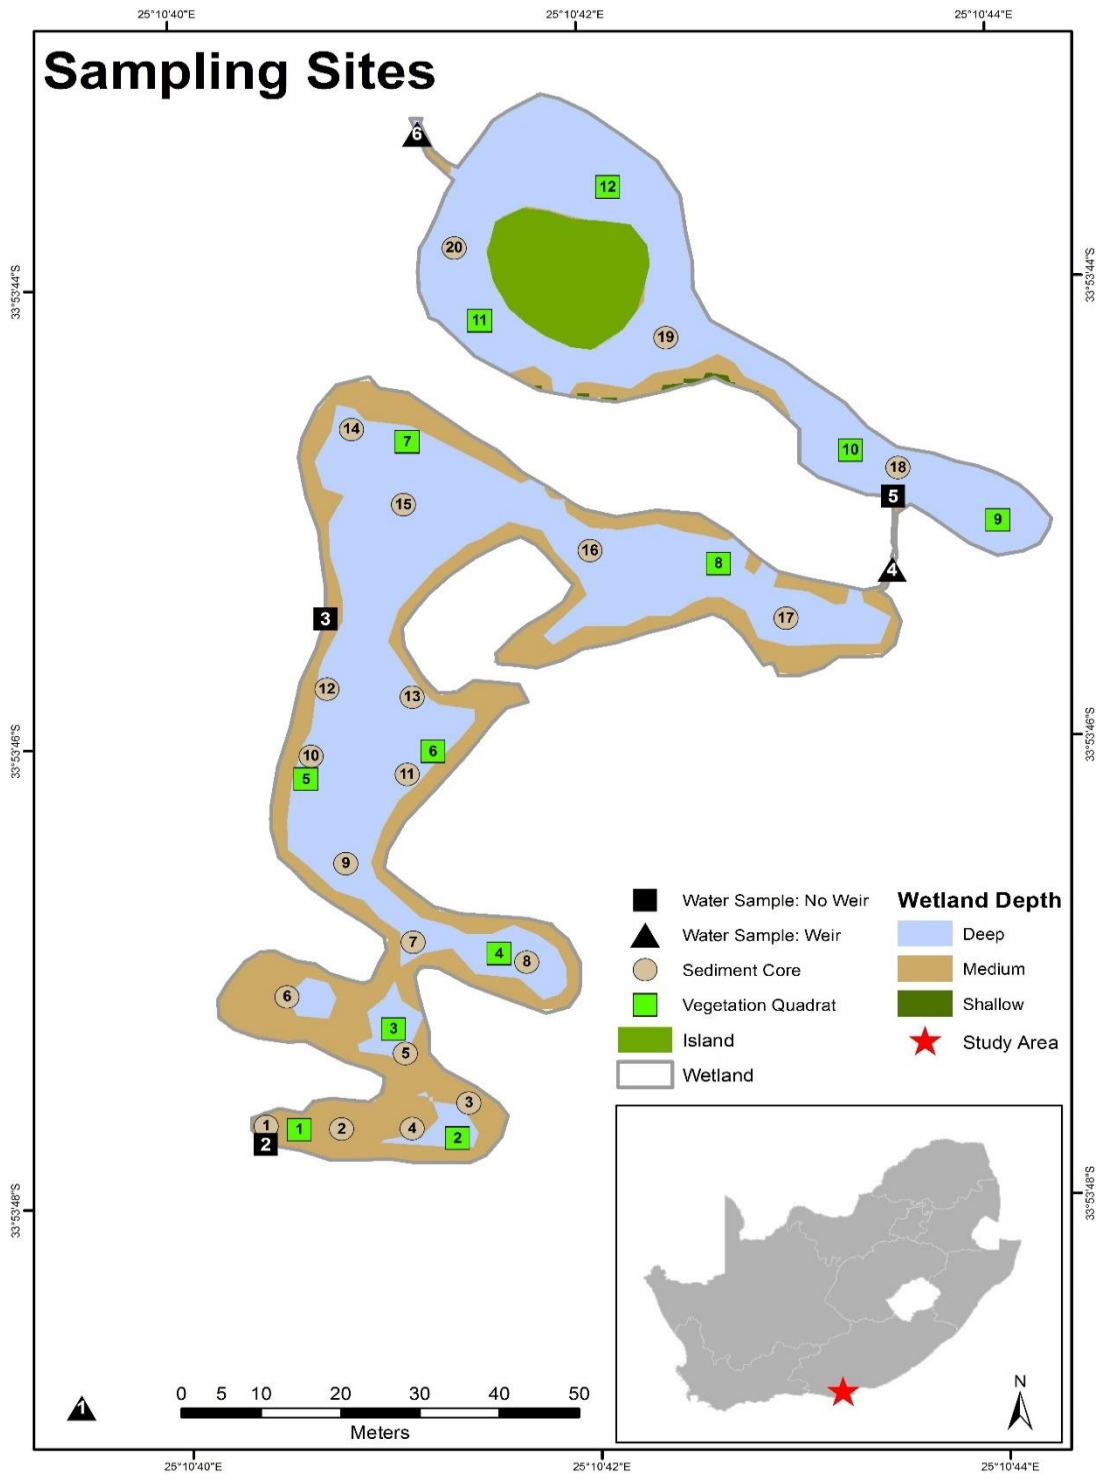 25°10'40"E 25°10'42"E 25°10'44"E
Sampling Sites
6
12
20
33°53'44"S
33°53'44"S
11
19
14
7
10
18
15
5
9
16
8
4
3
17
12
13
33°53'46"S
33°53'46"S
6
10
11
5
9
7
4
8
6
3
5
3
1
1
2
4
2
2
Water Sample: No Weir
Water Sample: Weir
Sediment Core
Vegetation Quadrat
Island
Wetland
Wetland Depth
Deep
Medium
Shallow
Study Area
33°53'48"S
33°53'48"S
1
0 5 10 20 30 40 50
Meters
N
25°10'40"E 25°10'42"E 25°10'44"E